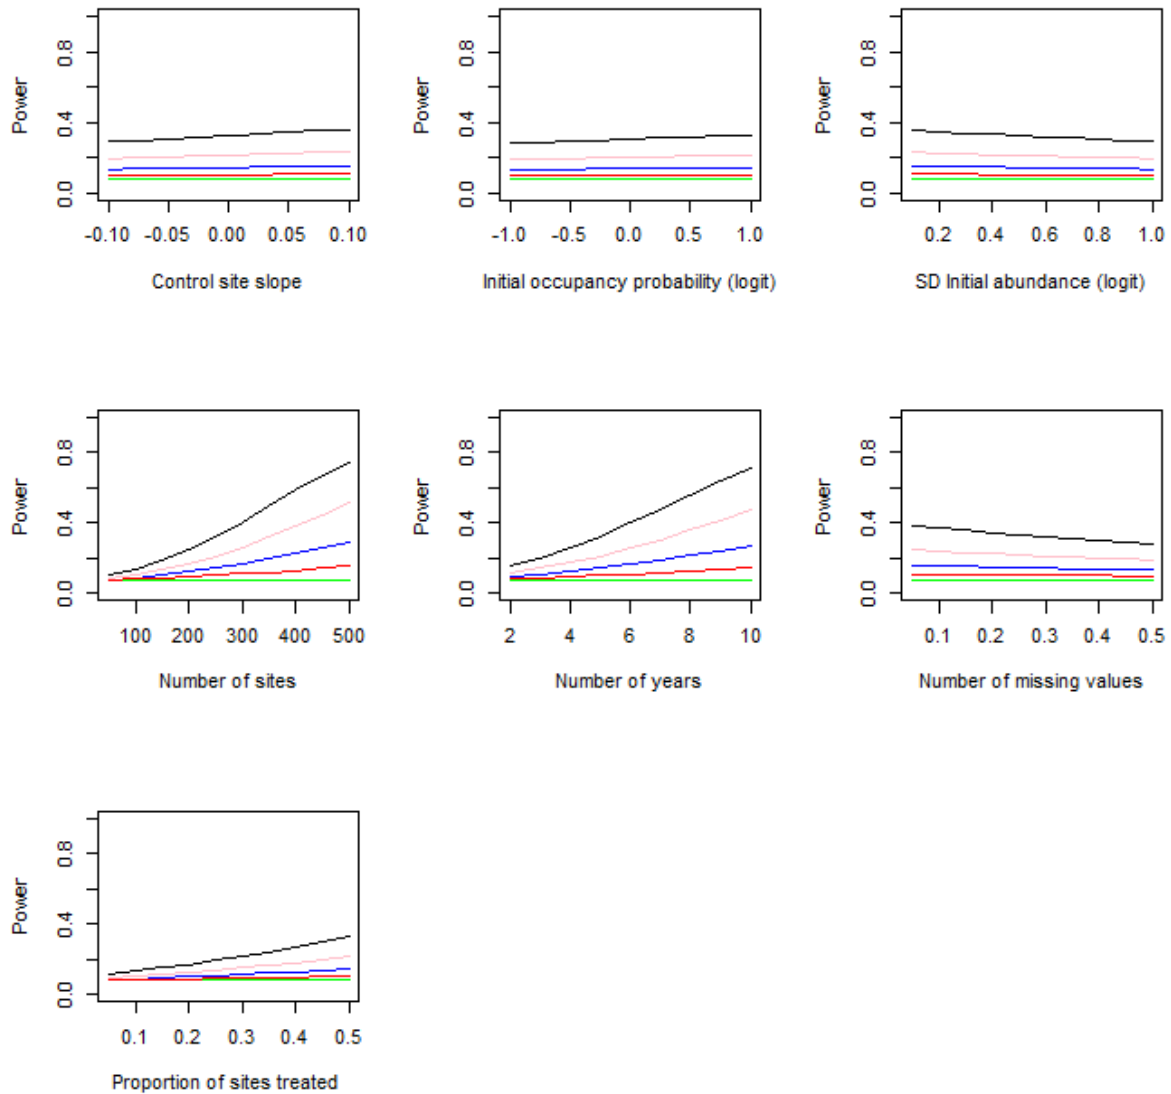 Power
0.0 0.4 0.8
-0.10 -0.05 0.00 0.05 0.10
Control site slope
Power
0.0 0.4 0.8
-1.0 -0.5 0.0 0.5 1.0
Initial occupancy probability (logit)
Power
0.0 0.4 0.8
0.2 0.4 0.6 0.8 1.0
SD Initial abundance (logit)
Power
0.0 0.4 0.8
100 200 300 400 500
Number of sites
Power
0.0 0.4 0.8
2 4 6 8 10
Number of years
Power
0.0 0.4 0.8
0.1 0.2 0.3 0.4 0.5
Number of missing values
Power
0.0 0.4 0.8
0.1 0.2 0.3 0.4 0.5
Proportion of sites treated